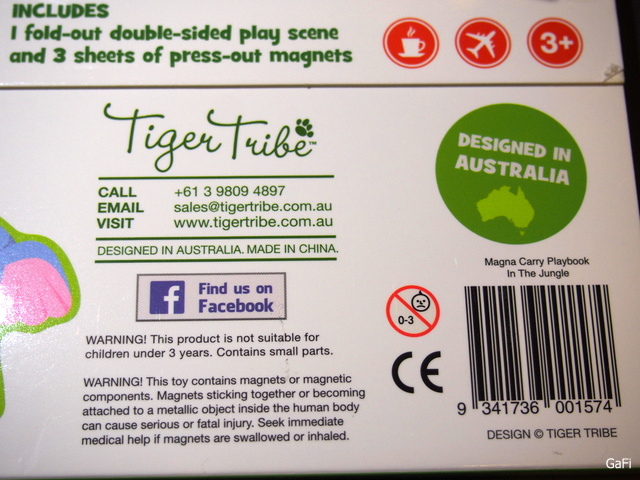 INCLUDES
1 fold-out double-sided play scene
and 3 sheets of press-out magnets
3+
Tiger Tribe™
CALL +61 3 9809 4897
EMAIL sales@tigertribe.com.au
VISIT www.tigertribe.com.au
DESIGNED IN AUSTRALIA. MADE IN CHINA.
f Find us on
Facebook
WARNING! This product is not suitable for
children under 3 years. Contains small parts.
WARNING! This toy contains magnets or magnetic
components. Magnets sticking together or becoming
attached to a metallic object inside the human body
can cause serious or fatal injury. Seek immediate
medical help if magnets are swallowed or inhaled.
DESIGNED IN
AUSTRALIA
Magna Carry Playbook
In The Jungle
0-3
CE
9 341736 001574
DESIGN © TIGER TRIBE
GaFi